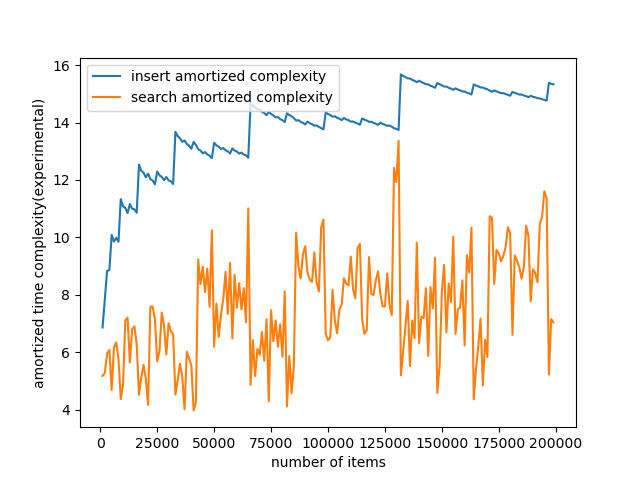 16
14
12
10
8
6
4
amortized time complexity(experimental)
insert amortized complexity
search amortized complexity
0 25000 50000 75000 100000 125000 150000 175000 200000
number of items